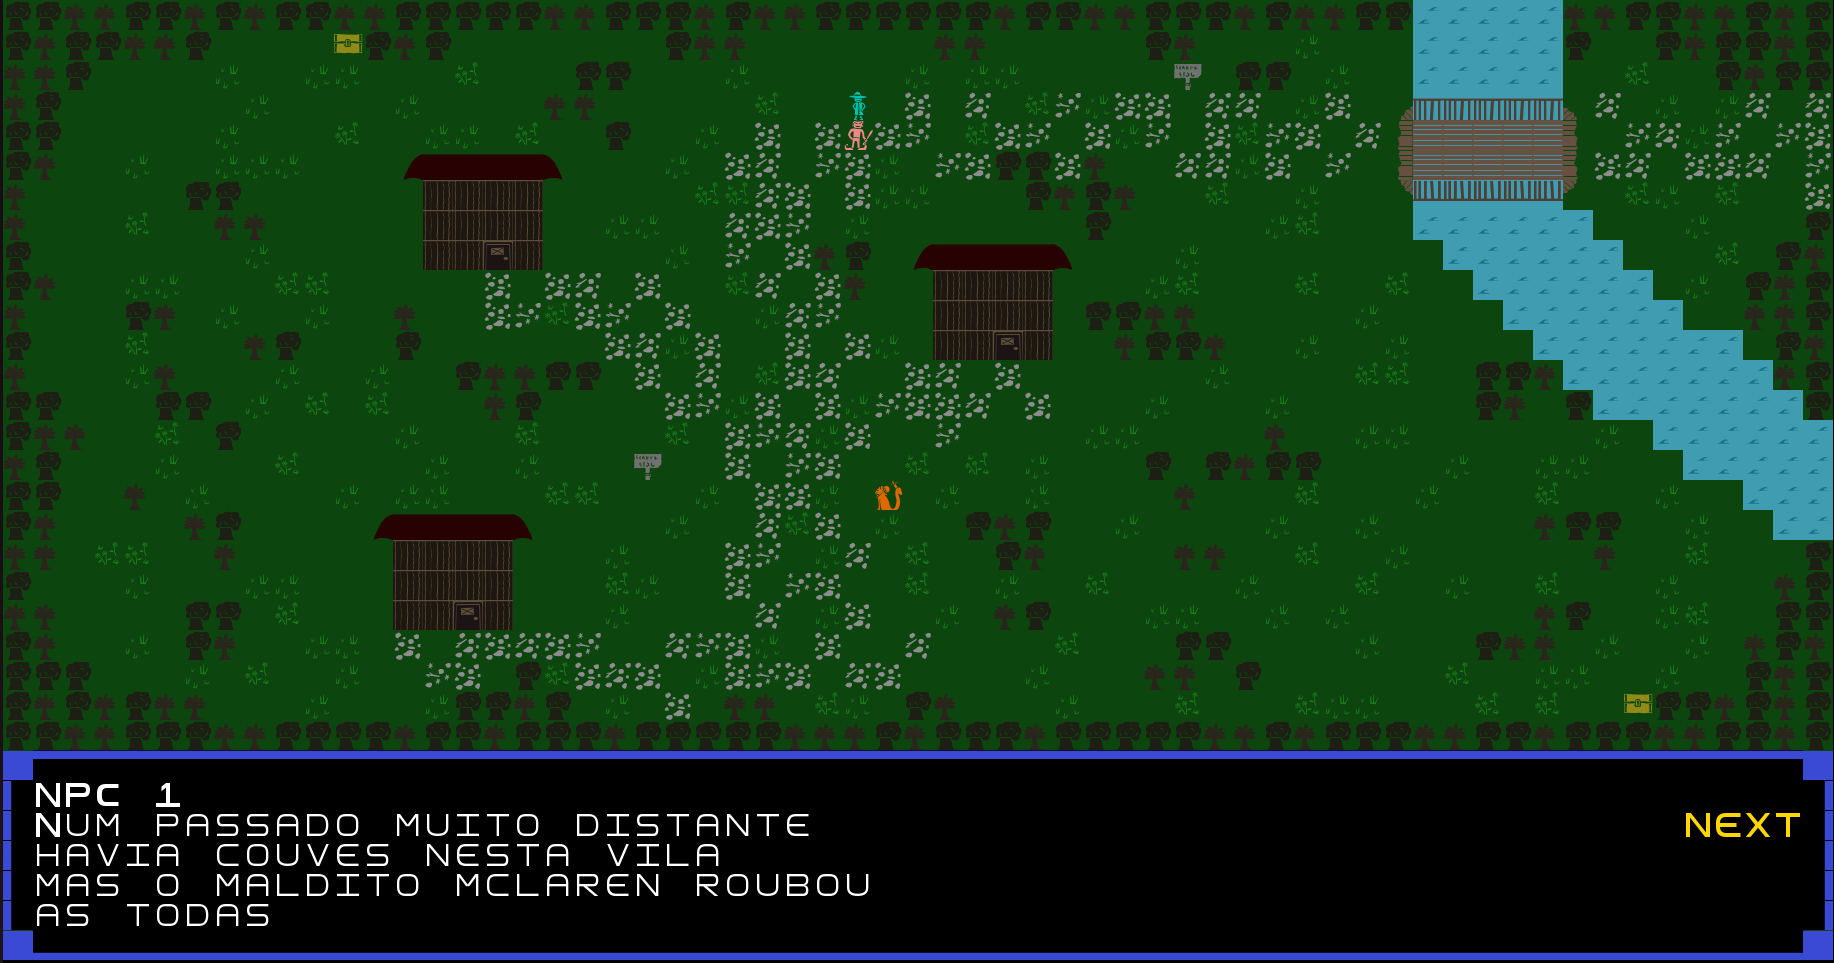 NPC 1
NUM PASSADO MUITO DISTANTE
NEXT
HAVIA COUVES NESTA VILA
MAS O MALDITO MCLAREN ROUBOU
AS TODAS